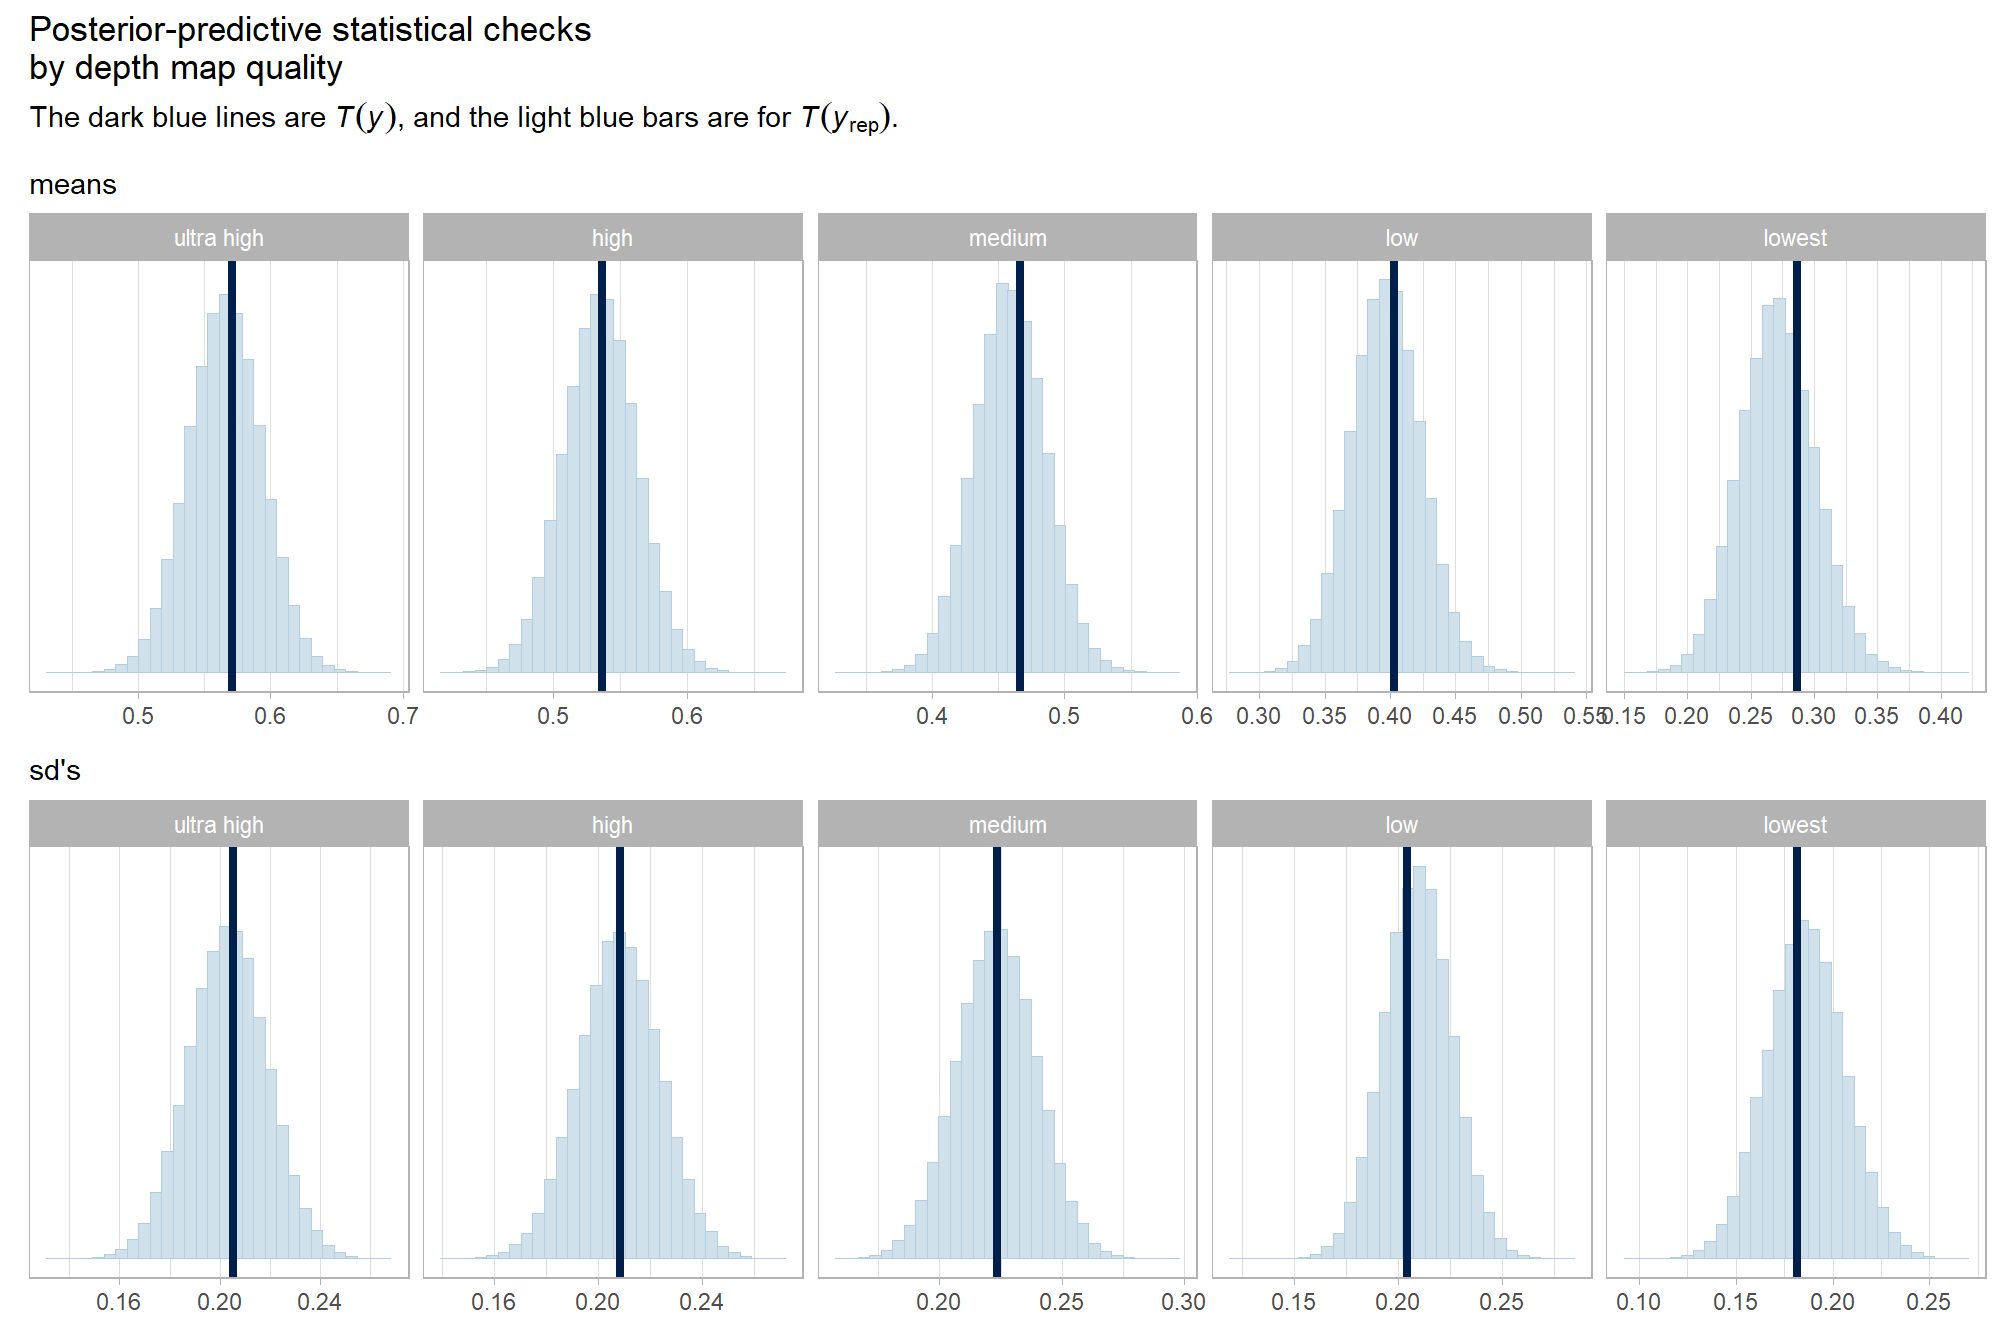 Posterior-predictive statistical checks
by depth map quality
The dark blue lines are T(y), and the light blue bars are for T(y_rep).
means
ultra high high medium low lowest
0.5 0.6 0.7 0.5 0.6 0.4 0.5 0.6 0.30 0.35 0.40 0.45 0.50 0.55 0.15 0.20 0.25 0.30 0.35 0.40
sd's
ultra high high medium low lowest
0.16 0.20 0.24 0.16 0.20 0.24 0.20 0.25 0.30 0.15 0.20 0.25 0.10 0.15 0.20 0.25